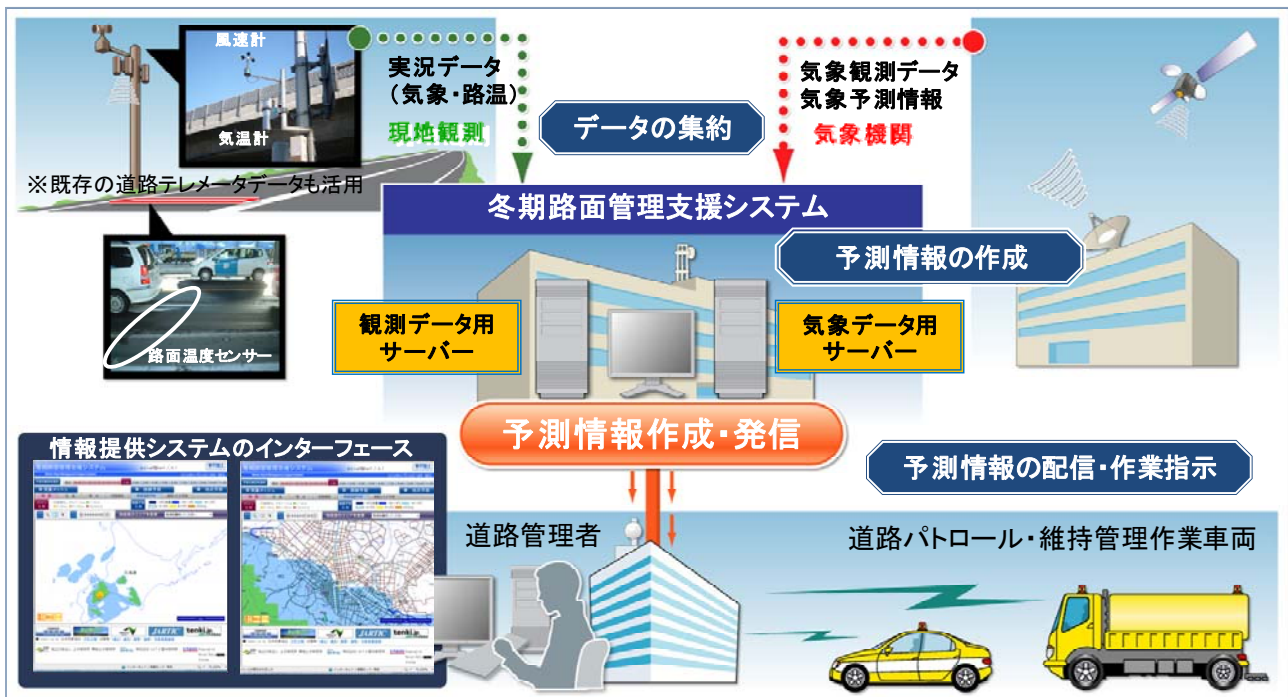 風速計
気温計
※既存の道路テレメータデータも活用
路面温度センサー
実況データ
(気象・路温)
現地観測
データの集約
気象観測データ
気象予測情報
気象機関
冬期路面管理支援システム
予測情報の作成
観測データ用
サーバー
気象データ用
サーバー
予測情報作成・発信
情報提供システムのインターフェース
JARTIC
tenki.jp
JARTIC
tenki.jp
予測情報の配信・作業指示
道路管理者
道路パトロール・維持管理作業車両